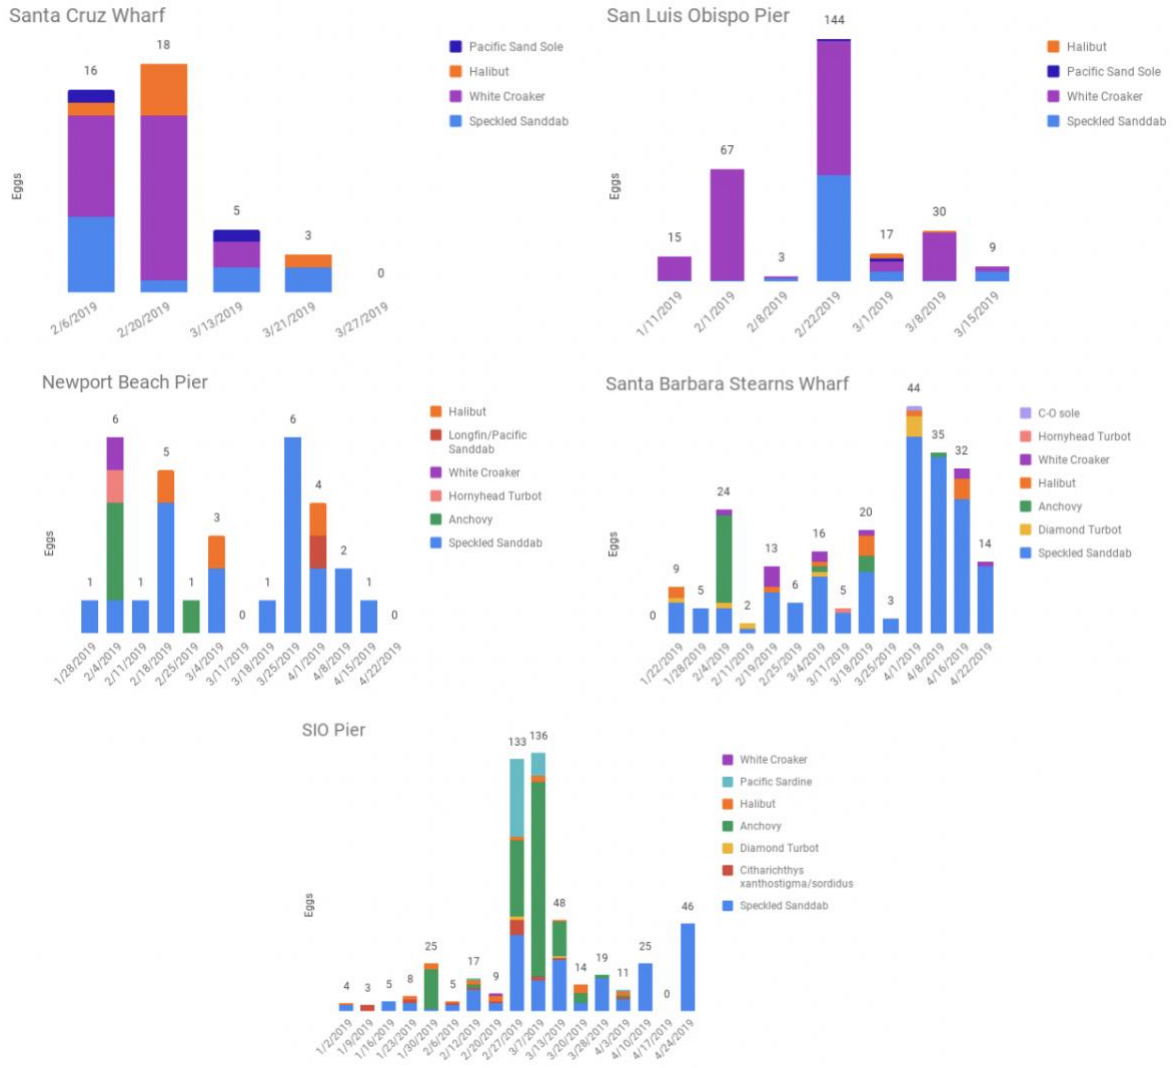 Santa Cruz Wharf
16
18
5
3
0
Eggs
2/6/2019
2/20/2019
3/13/2019
3/21/2019
3/27/2019
Pacific Sand Sole
Halibut
White Croaker
Speckled Sanddab
San Luis Obispo Pier
15
67
3
144
17
30
9
Eggs
1/11/2019
2/1/2019
2/8/2019
2/22/2019
3/1/2019
3/8/2019
3/15/2019
Halibut
Pacific Sand Sole
White Croaker
Speckled Sanddab
Newport Beach Pier
1
6
1
5
1
3
0
1
6
4
2
1
0
Eggs
1/28/2019
2/4/2019
2/11/2019
2/18/2019
2/25/2019
3/4/2019
3/11/2019
3/18/2019
3/25/2019
4/1/2019
4/8/2019
4/15/2019
4/22/2019
Halibut
Longfin/Pacific
Sanddab
White Croaker
Hornyhead Turbot
Anchovy
Speckled Sanddab
Santa Barbara Stearns Wharf
0
9
5
24
2
13
6
16
5
20
3
44
35
32
14
Eggs
1/22/2019
1/28/2019
2/4/2019
2/11/2019
2/19/2019
2/25/2019
3/4/2019
3/11/2019
3/18/2019
3/25/2019
4/1/2019
4/8/2019
4/16/2019
4/22/2019
C-O sole
Hornyhead Turbot
White Croaker
Halibut
Anchovy
Diamond Turbot
Speckled Sanddab
SIO Pier
4
3
5
8
25
5
17
9
133
136
48
14
19
11
25
0
46
Eggs
1/2/2019
1/9/2019
1/16/2019
1/23/2019
1/30/2019
2/6/2019
2/12/2019
2/20/2019
2/27/2019
3/7/2019
3/13/2019
3/20/2019
3/28/2019
4/3/2019
4/10/2019
4/17/2019
4/24/2019
White Croaker
Pacific Sardine
Halibut
Anchovy
Diamond Turbot
Citharichthys
xanthostigma/sordidus
Speckled Sanddab